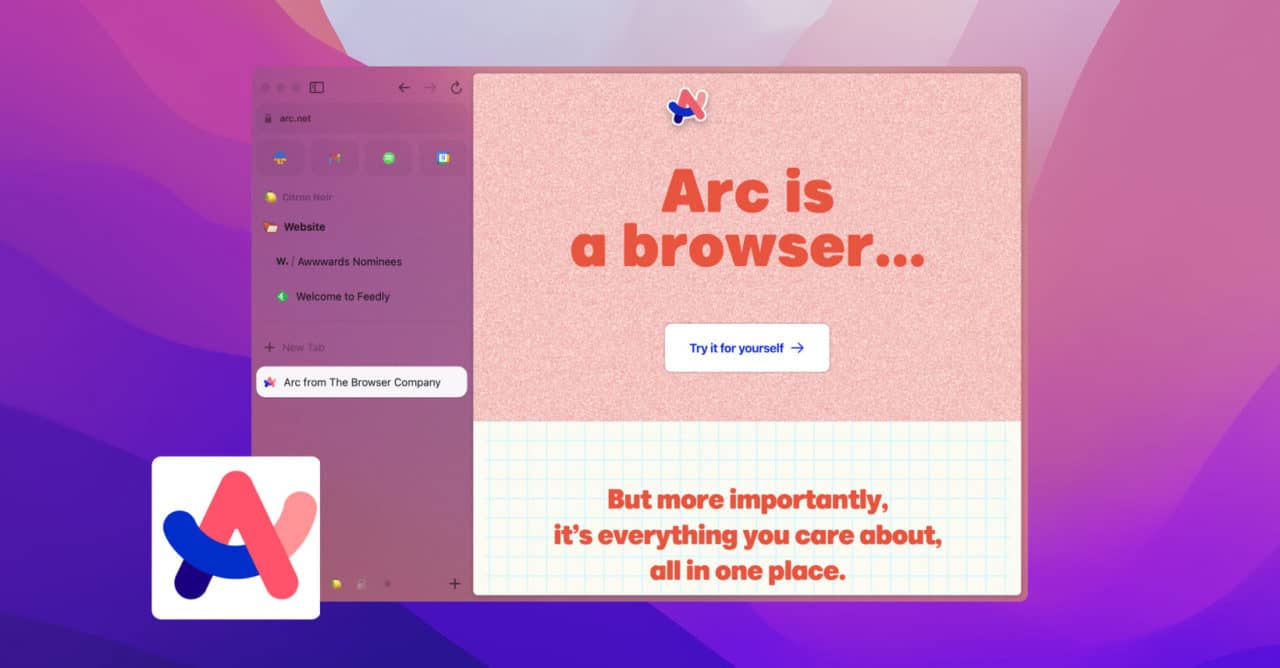 arc.net
Citron Noir
Website
W. / Awwwards Nominees
Welcome to Feedly
+ New Tab
Arc from The Browser Company
Arc is
a browser...
Try it for yourself →
But more importantly,
it's everything you care about,
all in one place.